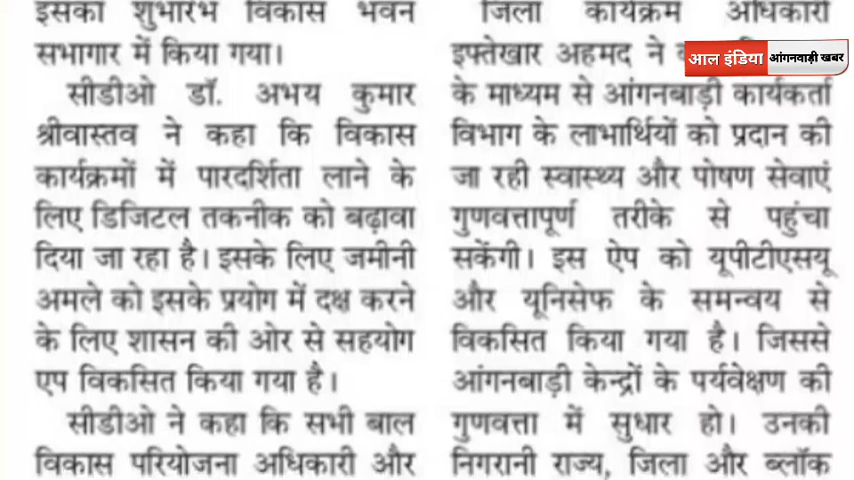 इसका शुभारंभ विकास भवन
सभागार में किया गया।
सीडीओ डॉ. अभय कुमार
श्रीवास्तव ने कहा कि विकास
कार्यक्रमों में पारदर्शिता लाने के
लिए डिजिटल तकनीक को बढ़ावा
दिया जा रहा है। इसके लिए जमीनी
अमले को इसके प्रयोग में दक्ष करने
के लिए शासन की ओर से सहयोग
एप विकसित किया गया है।
सीडीओ ने कहा कि सभी बाल
विकास परियोजना अधिकारी और
जिला कार्यक्रम अधिकारी
इफ्तेखार अहमद ने
के माध्यम से आंगनबाड़ी कार्यकर्ता
विभाग के लाभार्थियों को प्रदान की
जा रही स्वास्थ्य और पोषण सेवाएं
गुणवत्तापूर्ण तरीके से पहुंचा
सकेंगी। इस ऐप को यूपीटीएसयू
और यूनिसेफ के समन्वय से
विकसित किया गया है। जिससे
आंगनबाड़ी केन्द्रों के पर्यवेक्षण की
गुणवत्ता में सुधार हो। उनकी
निगरानी राज्य, जिला और ब्लॉक
आल इंडिया आंगनवाड़ी खबर